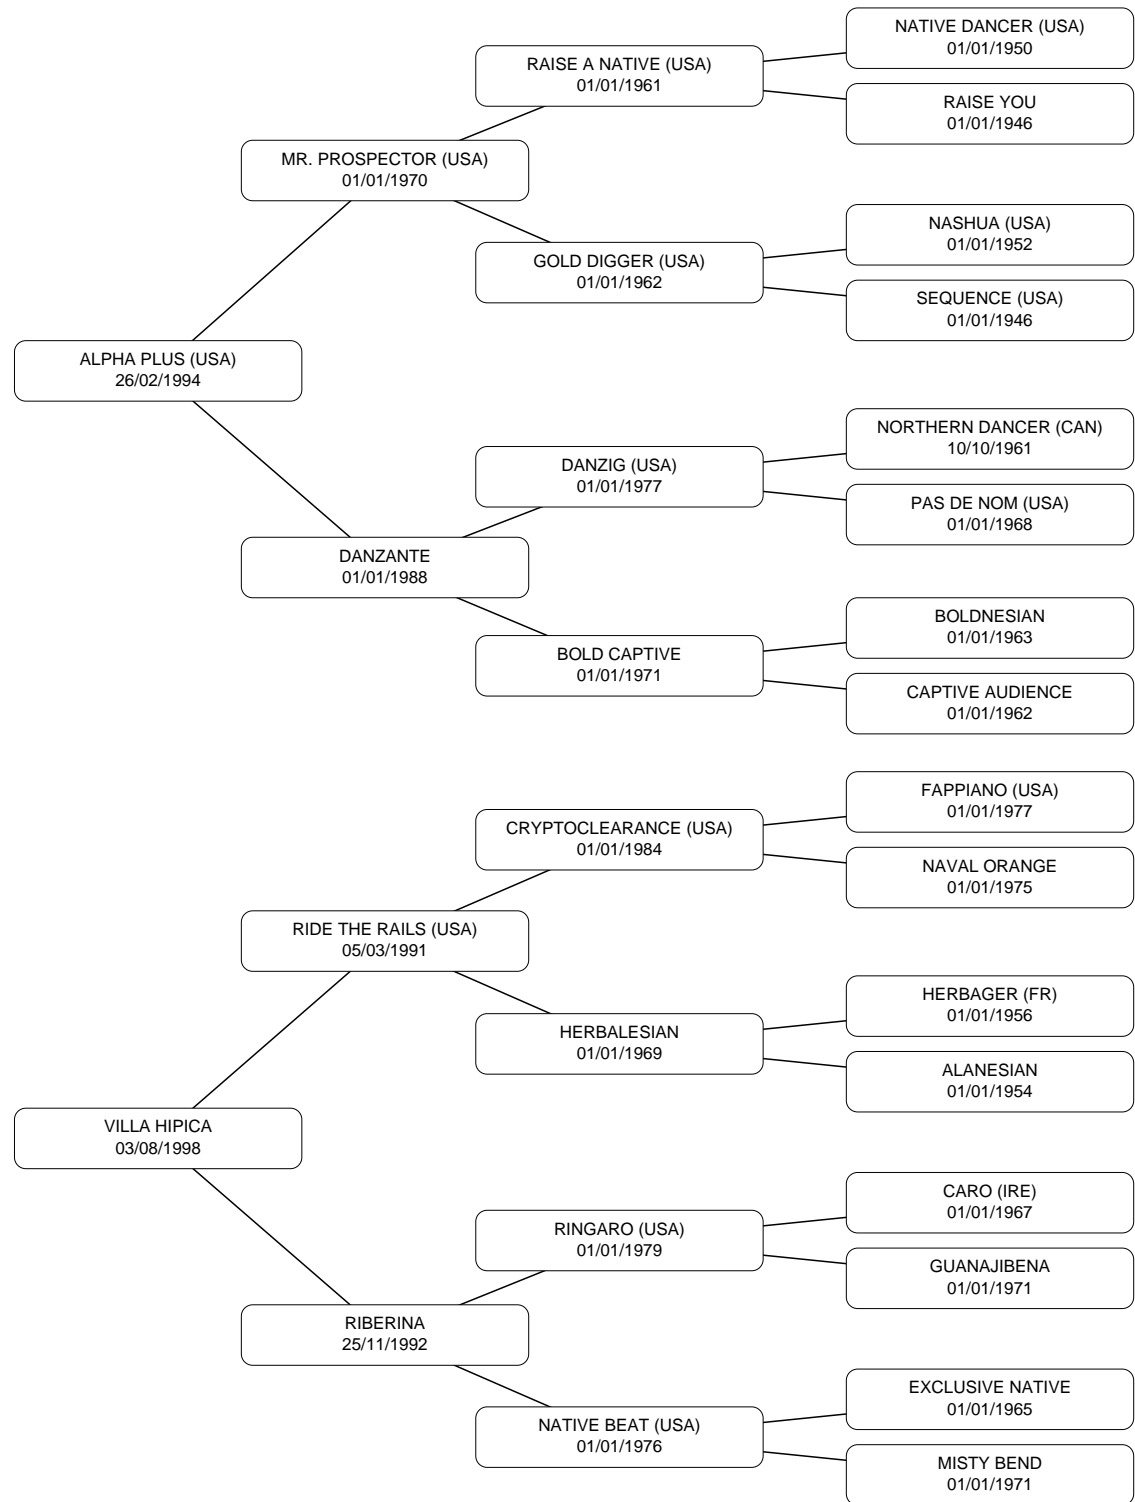 NATIVE DANCER (USA)
01/01/1950
RAISE A NATIVE (USA)
01/01/1961
RAISE YOU
01/01/1946
MR. PROSPECTOR (USA)
01/01/1970
NASHUA (USA)
01/01/1952
GOLD DIGGER (USA)
01/01/1962
SEQUENCE (USA)
01/01/1946
ALPHA PLUS (USA)
26/02/1994
NORTHERN DANCER (CAN)
10/10/1961
DANZIG (USA)
01/01/1977
PAS DE NOM (USA)
01/01/1968
DANZANTE
01/01/1988
BOLDNESIAN
01/01/1963
BOLD CAPTIVE
01/01/1971
CAPTIVE AUDIENCE
01/01/1962
FAPPIANO (USA)
01/01/1977
CRYPTOCLEARANCE (USA)
01/01/1984
NAVAL ORANGE
01/01/1975
RIDE THE RAILS (USA)
05/03/1991
HERBAGER (FR)
01/01/1956
HERBALESIAN
01/01/1969
ALANESIAN
01/01/1954
VILLA HIPICA
03/08/1998
CARO (IRE)
01/01/1967
RINGARO (USA)
01/01/1979
GUANAJIBENA
01/01/1971
RIBERINA
25/11/1992
EXCLUSIVE NATIVE
01/01/1965
NATIVE BEAT (USA)
01/01/1976
MISTY BEND
01/01/1971